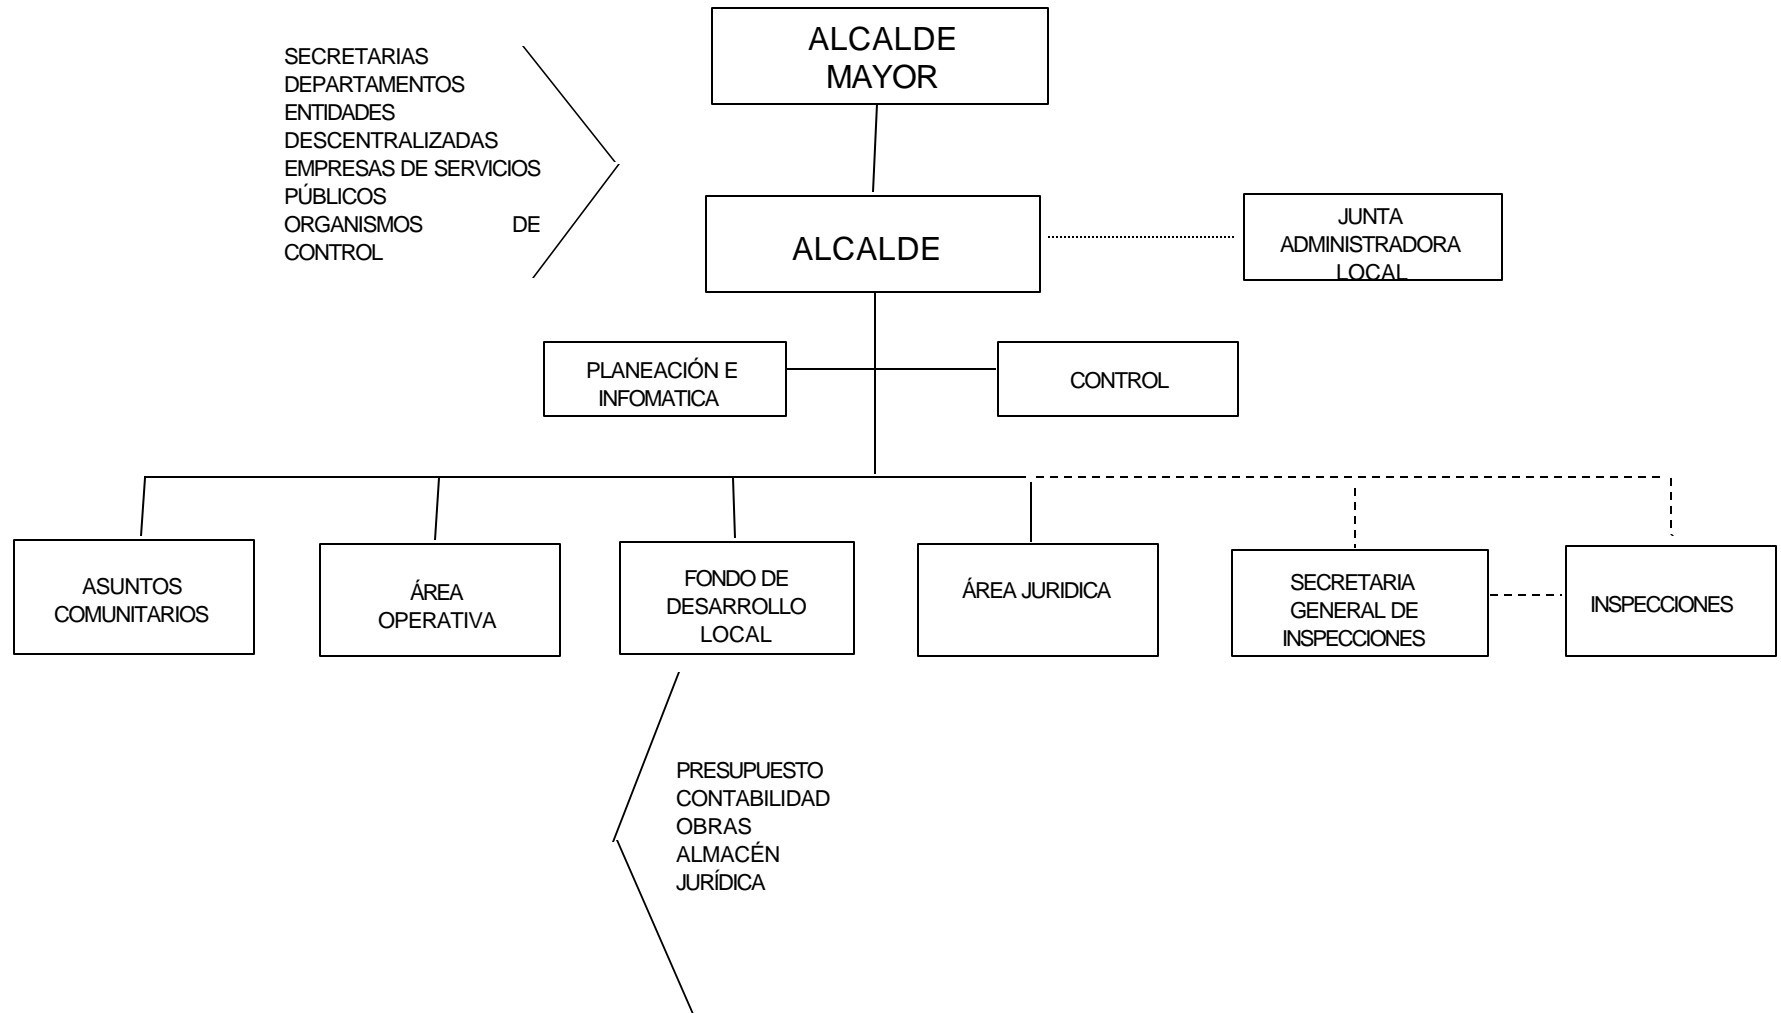 ALCALDE
MAYOR
SECRETARIAS
DEPARTAMENTOS
ENTIDADES
DESCENTRALIZADAS
EMPRESAS DE SERVICIOS
PÚBLICOS
ORGANISMOS DE
CONTROL
ALCALDE
JUNTA
ADMINISTRADORA
LOCAL
PLANEACIÓN E
INFOMATICA
CONTROL
ASUNTOS
COMUNITARIOS
ÁREA
OPERATIVA
FONDO DE
DESARROLLO
LOCAL
ÁREA JURIDICA
SECRETARIA
GENERAL DE
INSPECCIONES
INSPECCIONES
PRESUPUESTO
CONTABILIDAD
OBRAS
ALMACÉN
JURÍDICA